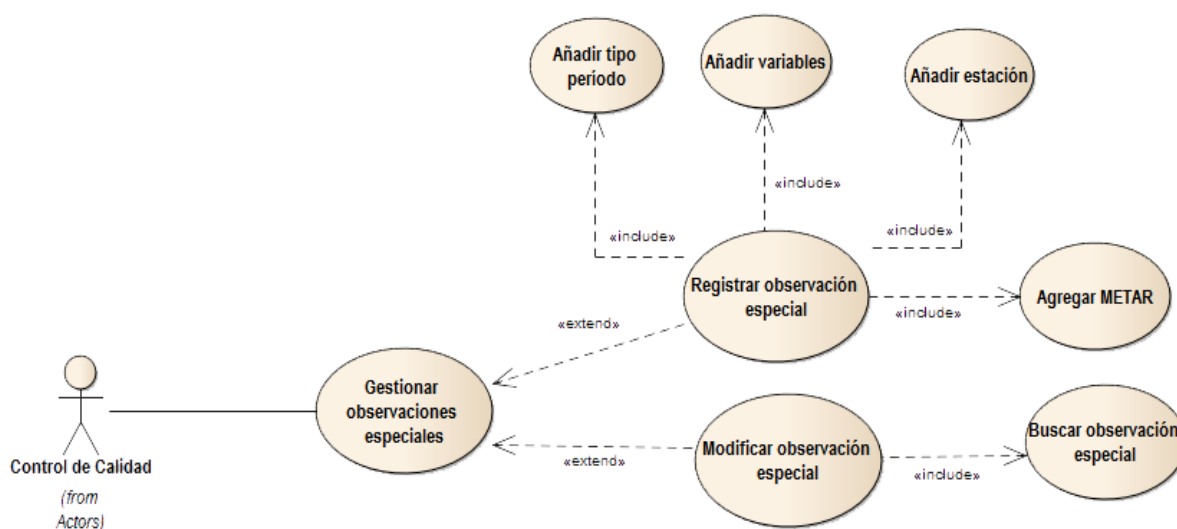 Añadir tipo
período
Añadir variables
Añadir estación
«include»
«include»
«include»
Registrar observación
especial
«include»
Agregar METAR
«extend»
Gestionar
observaciones
especiales
Control de Calidad
(from
Actors)
«extend»
Modificar observación
especial
«include»
Buscar observación
especial